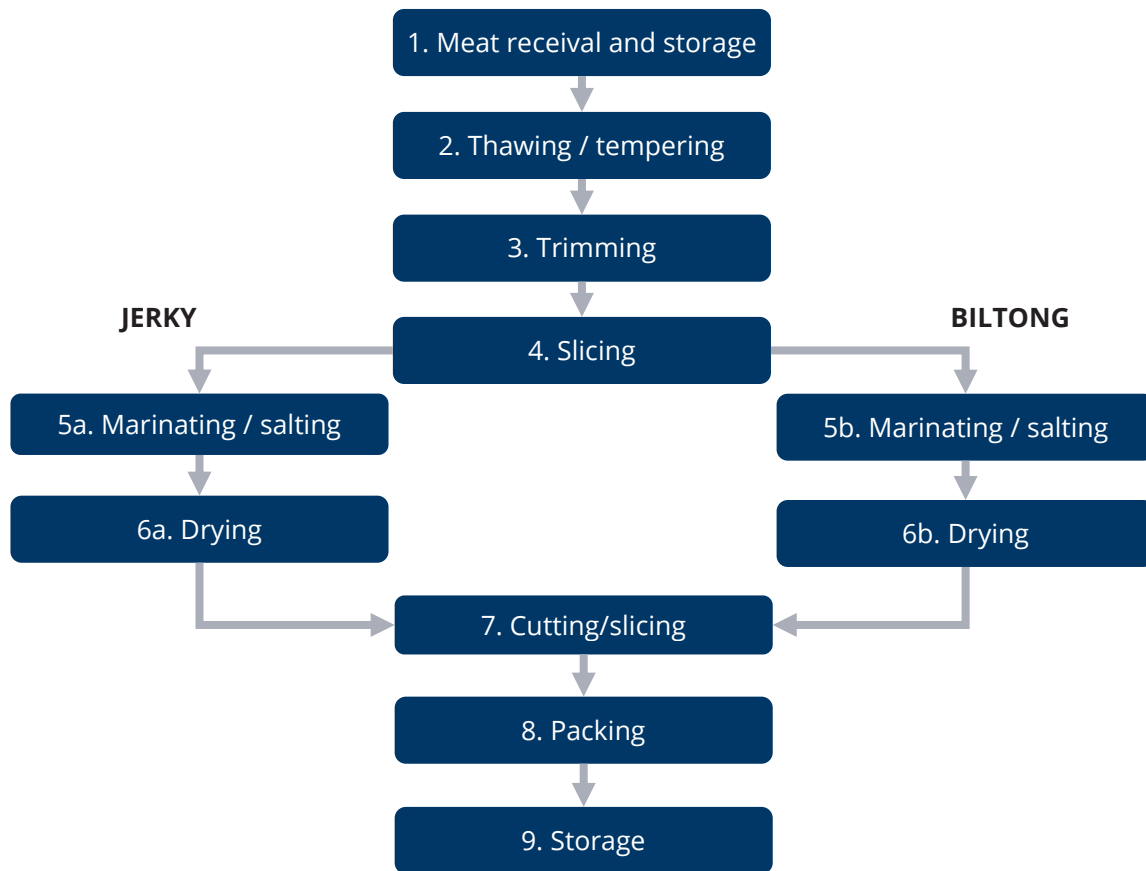 1. Meat receival and storage
2. Thawing / tempering
3. Trimming
JERKY
BILTONG
4. Slicing
5a. Marinating / salting
5b. Marinating / salting
6a. Drying
6b. Drying
7. Cutting/slicing
8. Packing
9. Storage